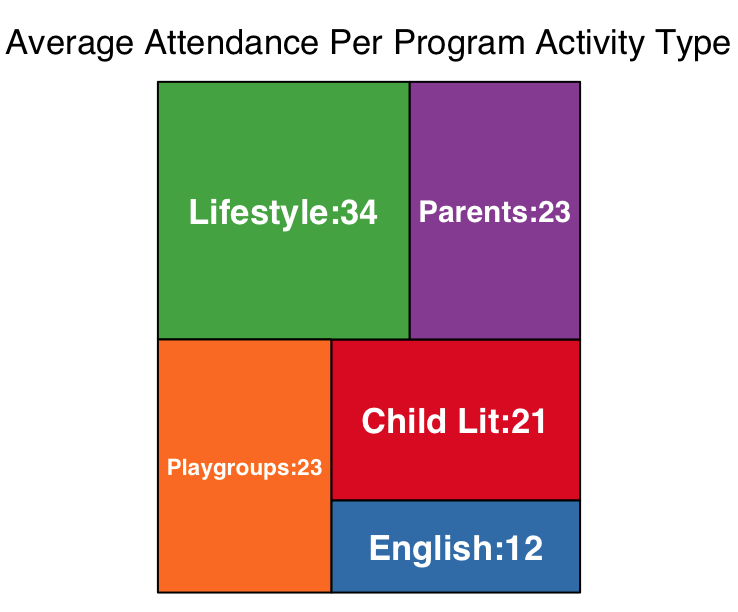 Average Attendance Per Program Activity Type
Lifestyle:34
Parents:23
Playgroups:23
Child Lit:21
English:12